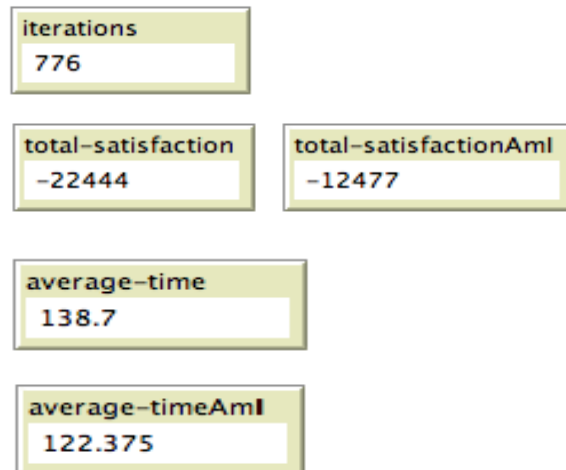 iterations
776
total-satisfaction total-satisfactionAmI
-22444 -12477
average-time
138.7
average-timeAmI
122.375